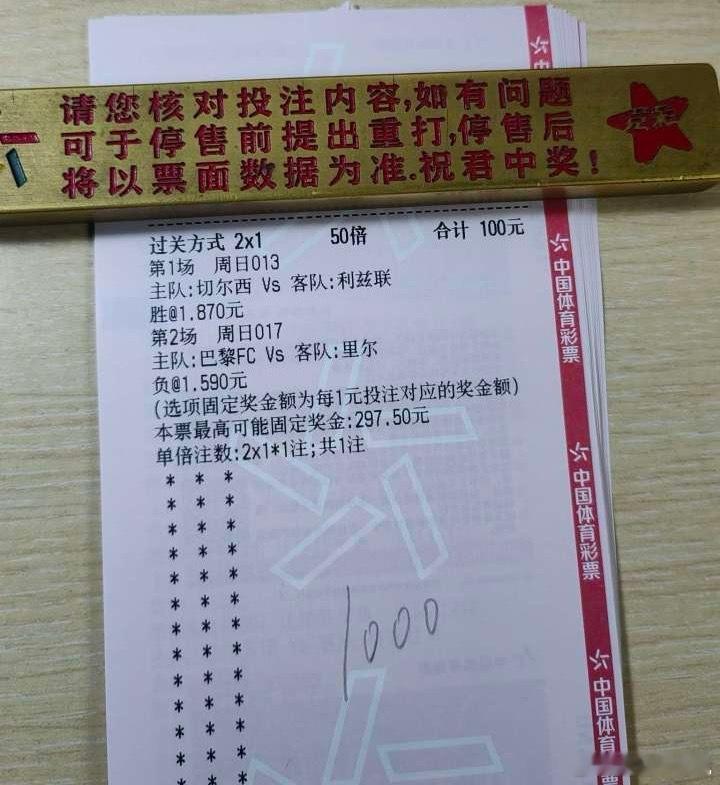 请您核对投注内容,如有问题
可于停售前提出重打,停售后
将以票面数据为准.祝君中奖!
过关方式 2x1 50倍 合计 100元
第1场 周日013
主队:切尔西 Vs 客队:利兹联
胜@1.870元
第2场 周日017
主队:巴黎FC Vs 客队:里尔
负@1.590元
(选项固定奖金额为每1元投注对应的奖金额)
本票最高可能固定奖金:297.50元
单倍注数:2x1*1注;共1注
* * *
* * *
* * *
* * *
* * *
* * *
* * *
* * *
* * *
* * *
* * *
* * *
* * *
1000
中国体育彩票
中国体育彩票
中国体育彩票